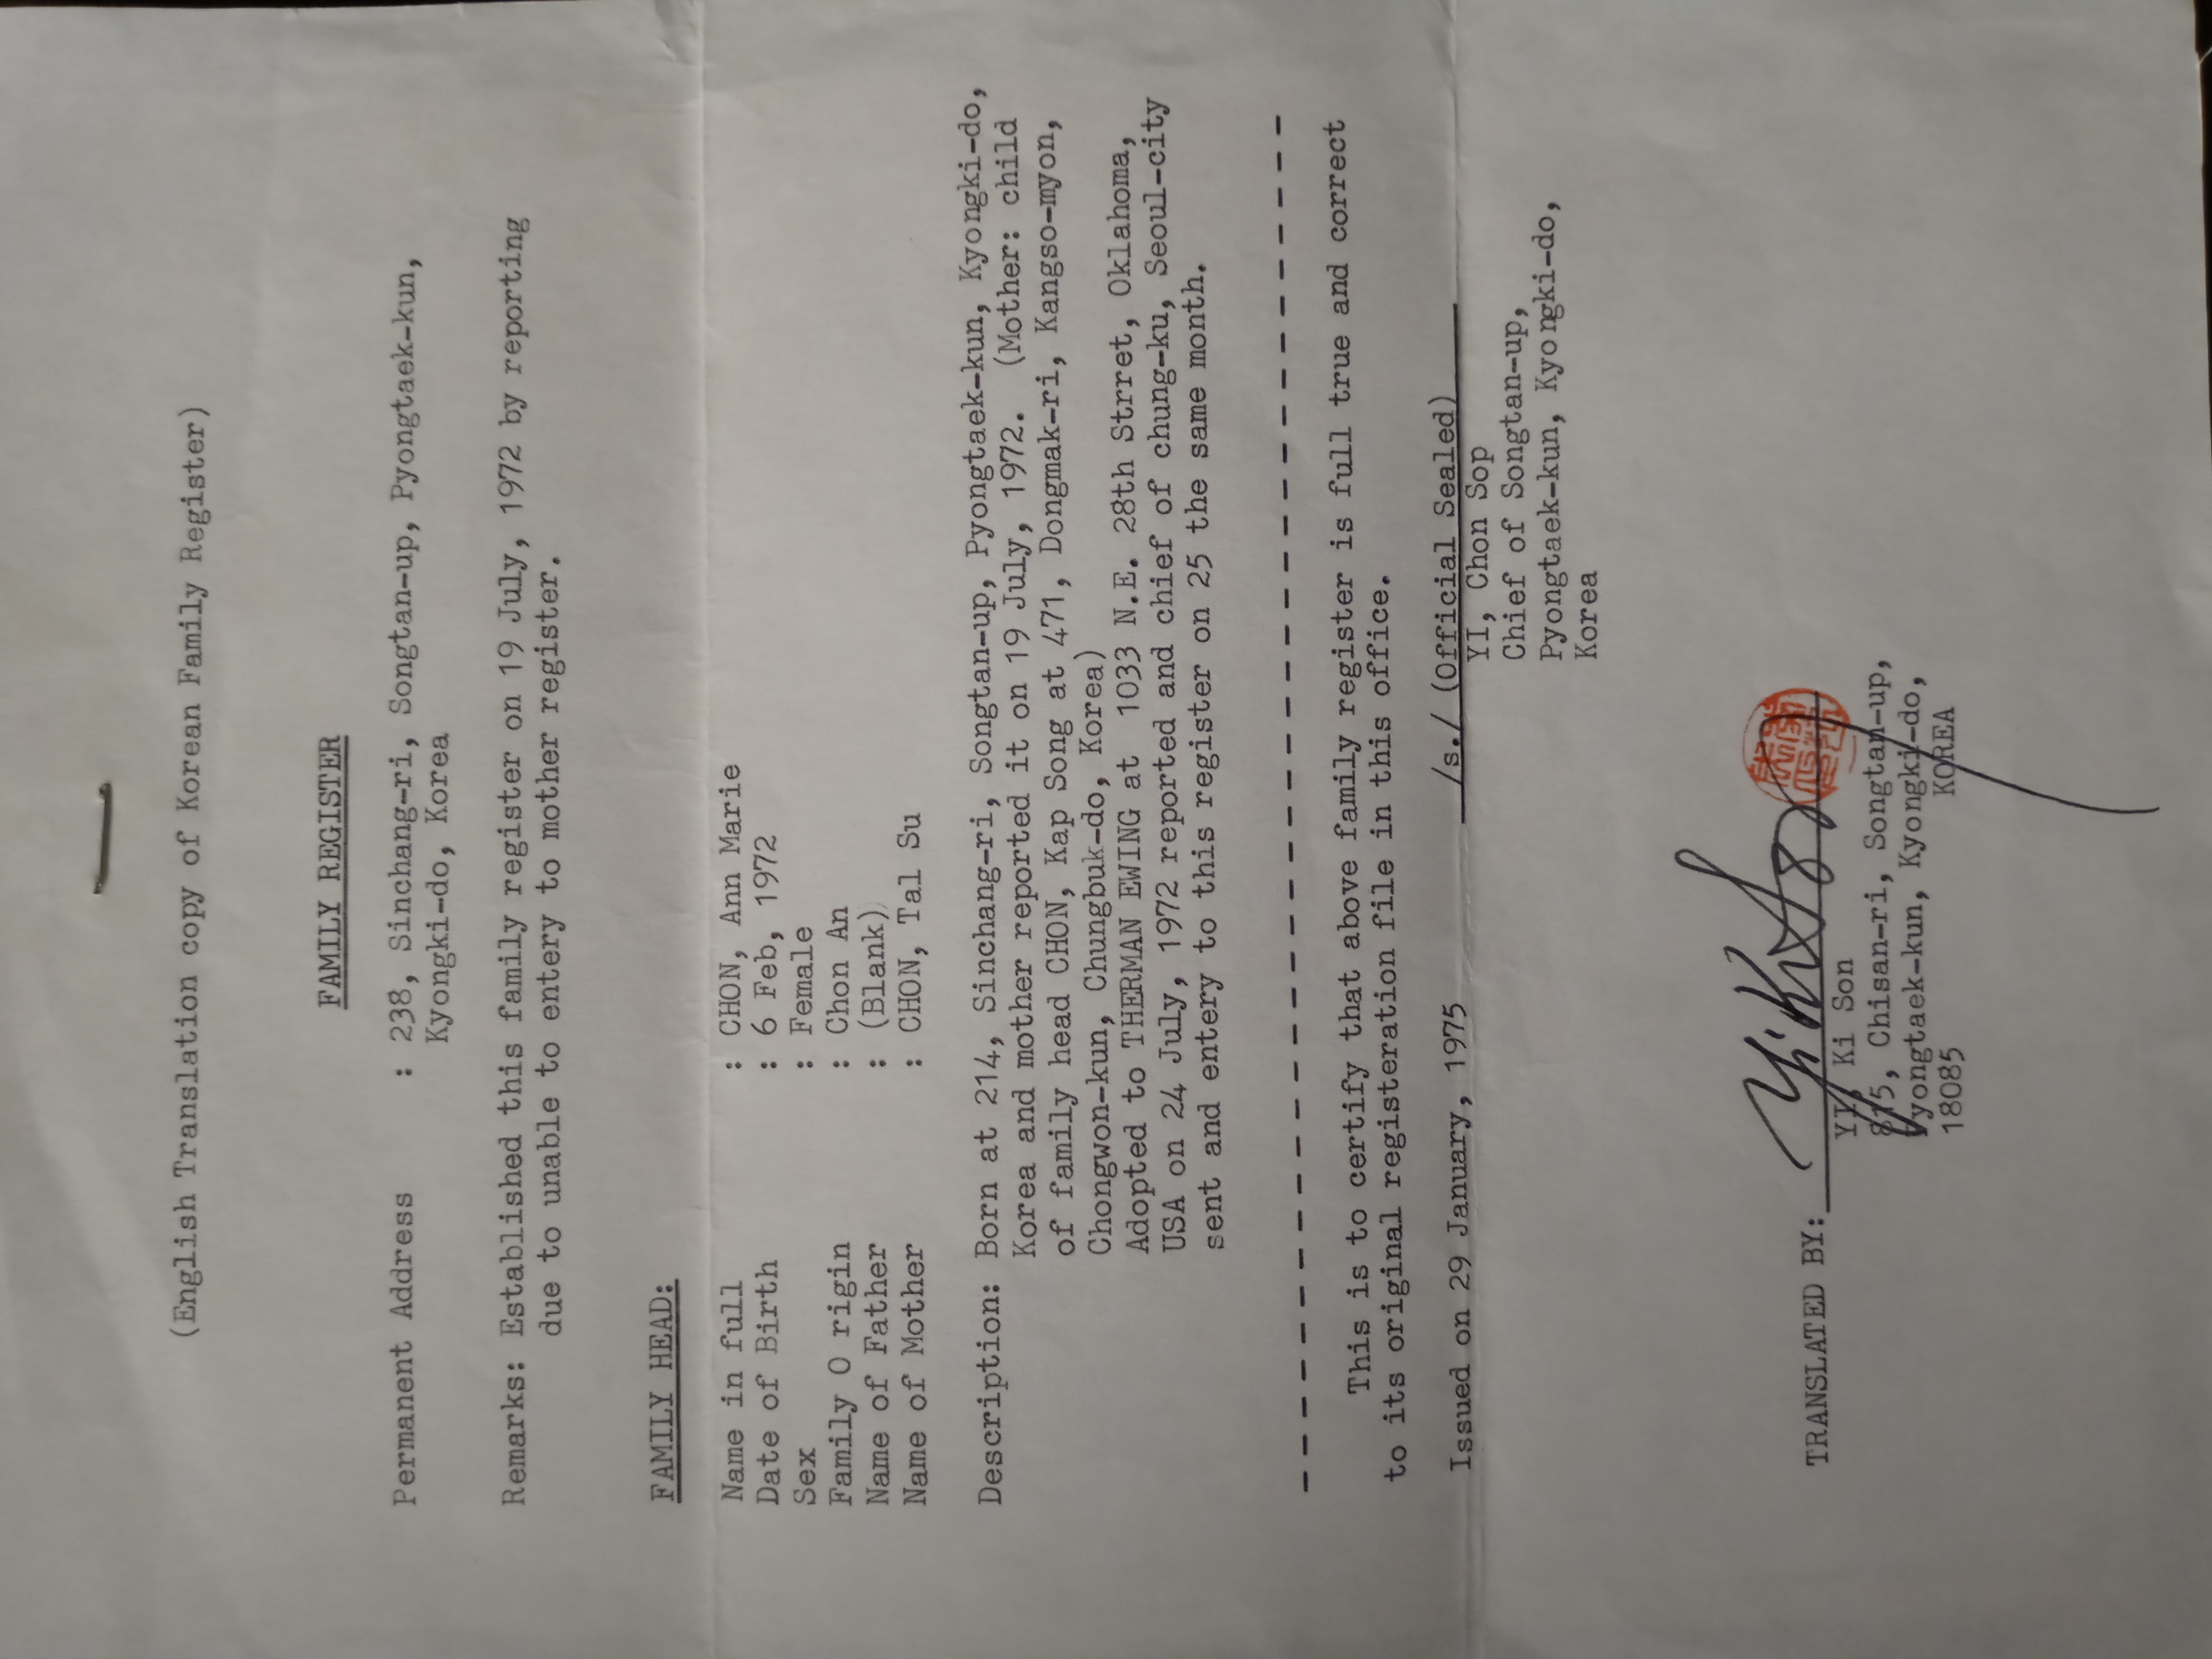 (English Translation copy of Korean Family Register)
FAMILY REGISTER
Permanent Address : 238, Sinchang-ri, Songtan-up, Pyongtaek-kun,
Kyongki-do, Korea
Remarks: Established this family register on 19 July, 1972 by reporting
due to unable to entery to mother register.
FAMILY HEAD:
Name in full : CHON, Ann Marie
Date of Birth : 6 Feb, 1972
Sex : Female
Family O rigin : Chon An
Name of Father : (Blank)
Name of Mother : CHON, Tal Su
Description: Born at 214, Sinchang-ri, Songtan-up, Pyongtaek-kun, Kyongki-do,
Korea and mother reported it on 19 July, 1972. (Mother: child
of family head CHON, Kap Song at 471, Dongmak-ri, Kangso-myon,
Chongwon-kun, Chungbuk-do, Korea)
Adopted to THERMAN EWING at 1033 N.E. 28th Strret, Oklahoma,
USA on 24 July, 1972 reported and chief of chung-ku, Seoul-city
sent and entery to this register on 25 the same month.
This is to certify that above family register is full true and correct
to its original registeration file in this office.
Issued on 29 January, 1975 /s./ (Official Sealed)
YI, Chon Sop
Chief of Songtan-up,
Pyongtaek-kun, Kyongki-do,
Korea
TRANSLATED BY:
YI, Ki Son
815, Chisan-ri, Songtan-up,
Pyongtaek-kun, Kyongki-do,
18085 KOREA